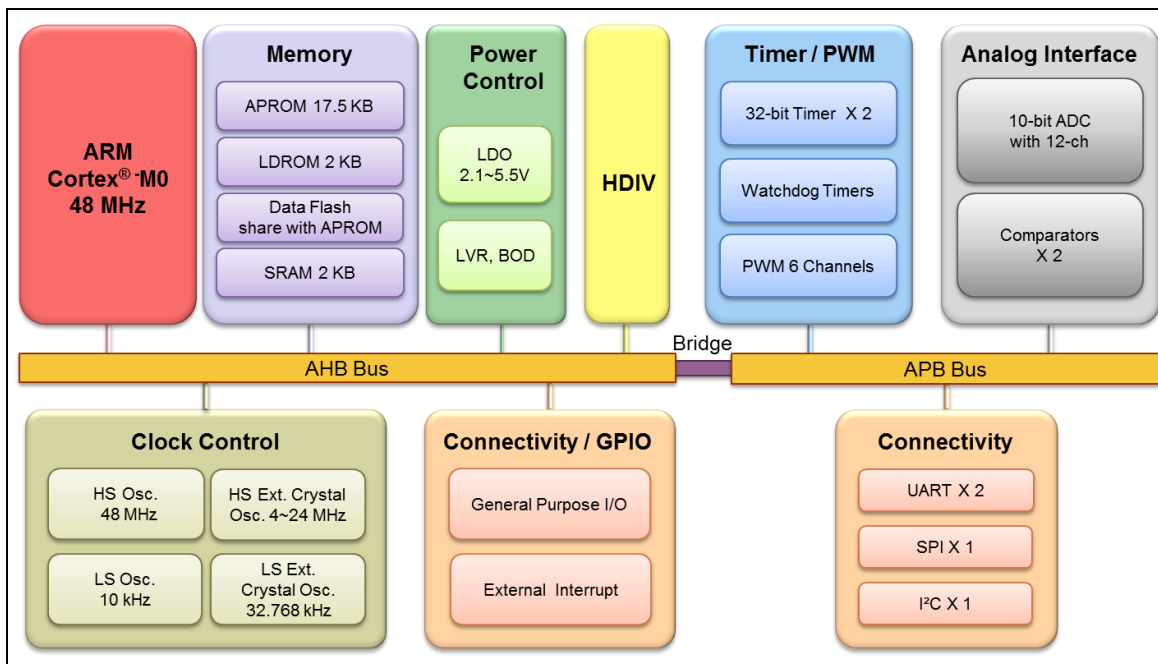 ARM
Cortex®-M0
48 MHz
Memory
APROM 17.5 KB
LDROM 2 KB
Data Flash
share with APROM
SRAM 2 KB
Power
Control
LDO
2.1~5.5V
LVR, BOD
HDIV
Timer / PWM
32-bit Timer X 2
Watchdog Timers
PWM 6 Channels
Analog Interface
10-bit ADC
with 12-ch
Comparators
X 2
AHB Bus
Bridge
APB Bus
Clock Control
HS Osc.
48 MHz
HS Ext. Crystal
Osc. 4~24 MHz
LS Osc.
10 kHz
LS Ext.
Crystal Osc.
32.768 kHz
Connectivity / GPIO
General Purpose I/O
External Interrupt
Connectivity
UART X 2
SPI X 1
I²C X 1